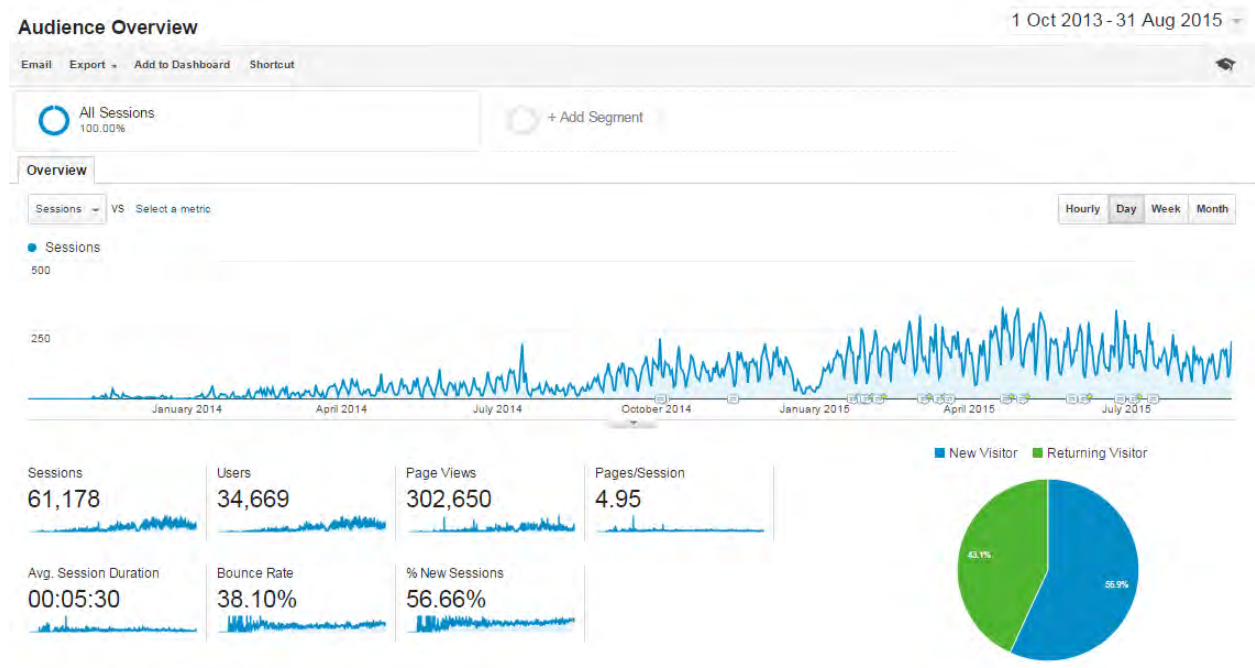 Audience Overview
1 Oct 2013 - 31 Aug 2015
Email Export Add to Dashboard Shortcut
All Sessions
100.00%
+ Add Segment
Overview
Sessions VS Select a metric
Hourly Day Week Month
Sessions
500
250
January 2014 April 2014 July 2014 October 2014 January 2015 April 2015 July 2015
New Visitor Returning Visitor
Sessions
61,178
Users
34,669
Page Views
302,650
Pages/Session
4.95
Avg. Session Duration
00:05:30
Bounce Rate
38.10%
% New Sessions
56.66%
43.1%
56.9%